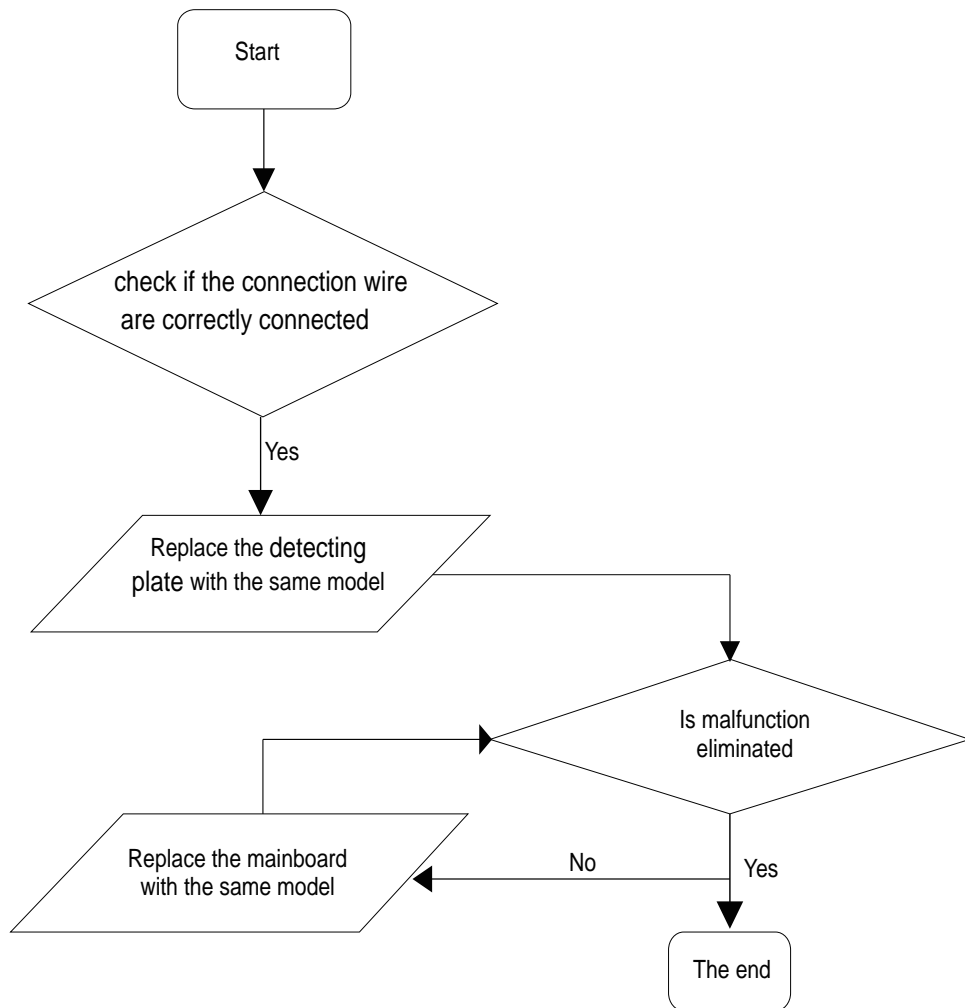 Start
check if the connection wire
are correctly connected
Yes
Replace the detecting
plate with the same model
Is malfunction
eliminated
Replace the mainboard
with the same model
No
Yes
The end